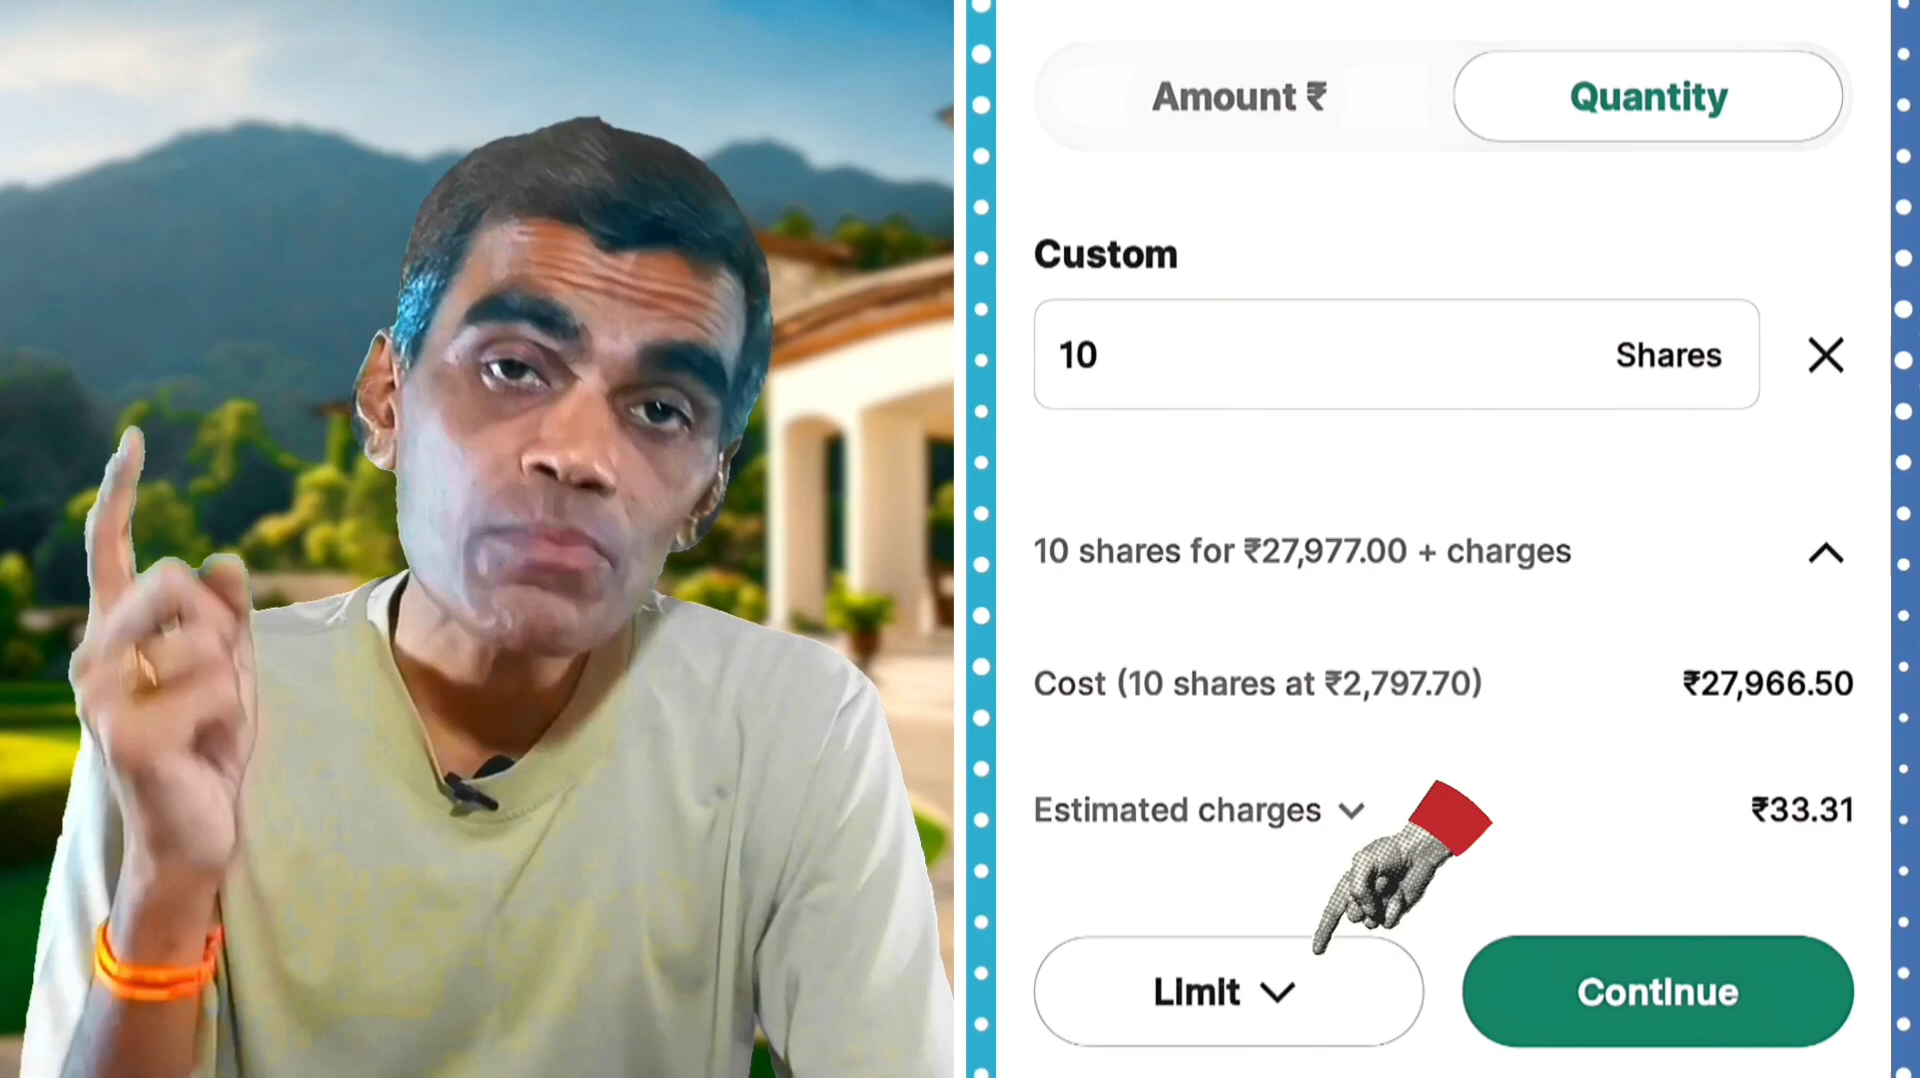 Amount ₹
Quantity
Custom
10 Shares
10 shares for ₹27,977.00 + charges
Cost (10 shares at ₹2,797.70) ₹27,966.50
Estimated charges ₹33.31
Limit
Continue